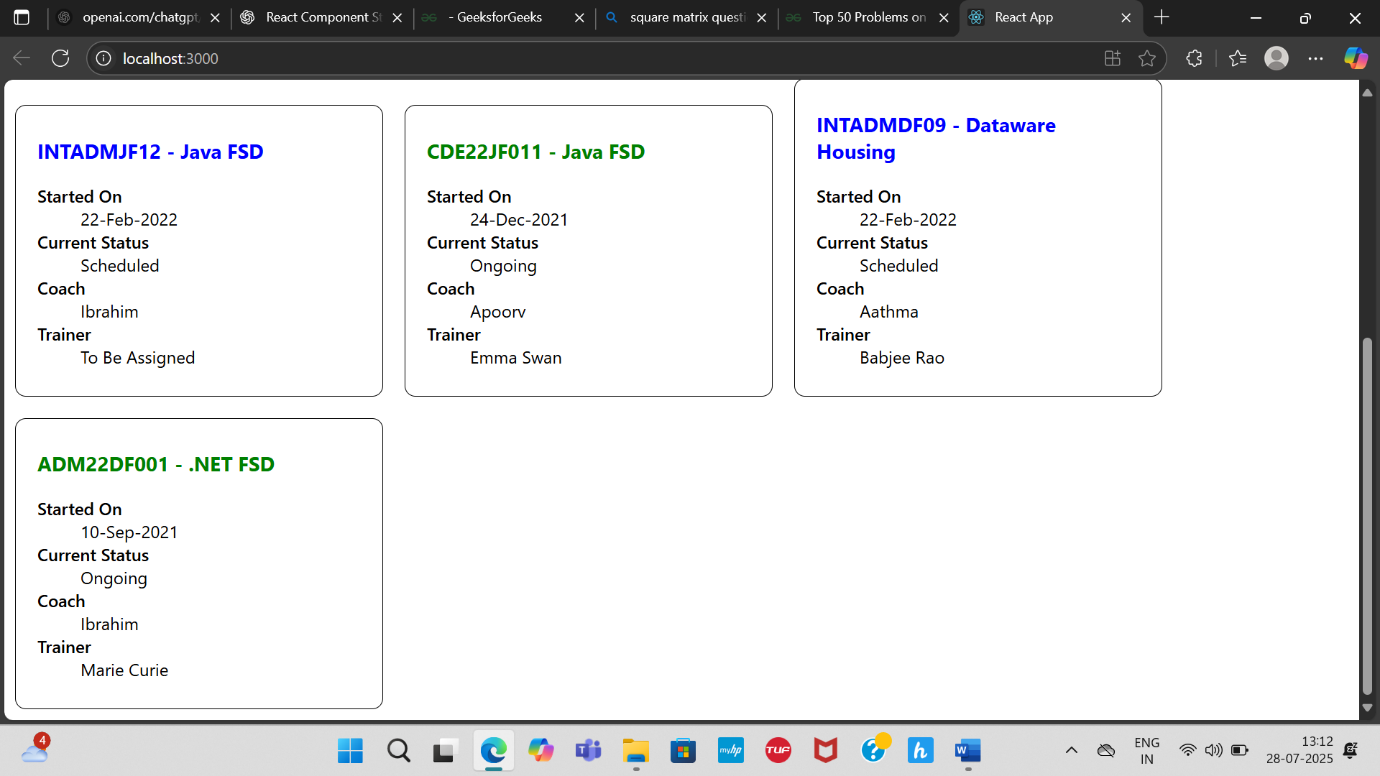 openai.com/chatgpt
React Component St
- GeeksforGeeks
square matrix questi
Top 50 Problems on
React App
localhost:3000
INTADMJF12 - Java FSD
Started On
22-Feb-2022
Current Status
Scheduled
Coach
Ibrahim
Trainer
To Be Assigned
CDE22JF011 - Java FSD
Started On
24-Dec-2021
Current Status
Ongoing
Coach
Apoorv
Trainer
Emma Swan
INTADMDF09 - Dataware
Housing
Started On
22-Feb-2022
Current Status
Scheduled
Coach
Aathma
Trainer
Babjee Rao
ADM22DF001 - .NET FSD
Started On
10-Sep-2021
Current Status
Ongoing
Coach
Ibrahim
Trainer
Marie Curie
4
myhp
TUF
h
ENG
IN
13:12
28-07-2025